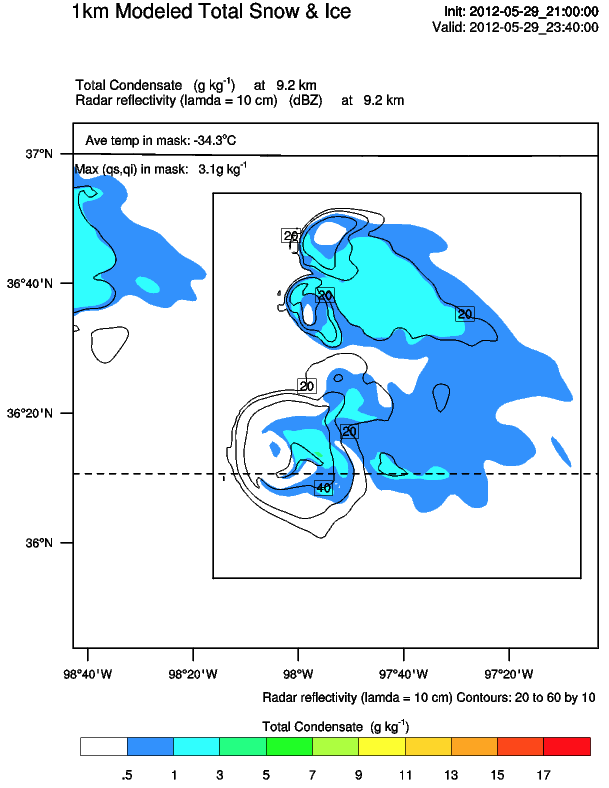 1km Modeled Total Snow & Ice
Init: 2012-05-29_21:00:00
Valid: 2012-05-29_23:40:00
Total Condensate (g kg-1) at 9.2 km
Radar reflectivity (lamda = 10 cm) (dBZ) at 9.2 km
Ave temp in mask: -34.3°C
37°N
Max (qs,qi) in mask: 3.1g kg-1
20
36°40'N
20
20
20
36°20'N
20
40
36°N
98°40'W 98°20'W 98°W 97°40'W 97°20'W
Radar reflectivity (lamda = 10 cm) Contours: 20 to 60 by 10
Total Condensate (g kg-1)
.5 1 3 5 7 9 11 13 15 17